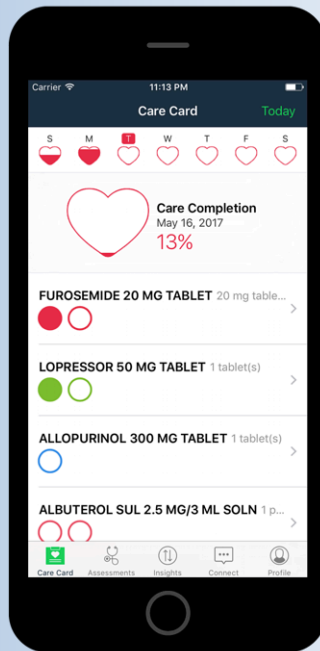 Carrier 11:13 PM
Care Card Today
S M T W T F S
Care Completion
May 16, 2017
13%
FUROSEMIDE 20 MG TABLET 20 mg table...
LOPRESSOR 50 MG TABLET 1 tablet(s)
ALLOPURINOL 300 MG TABLET 1 tablet(s)
ALBUTEROL SUL 2.5 MG/3 ML SOLN 1 p...
Care Card Assessments Insights Connect Profile